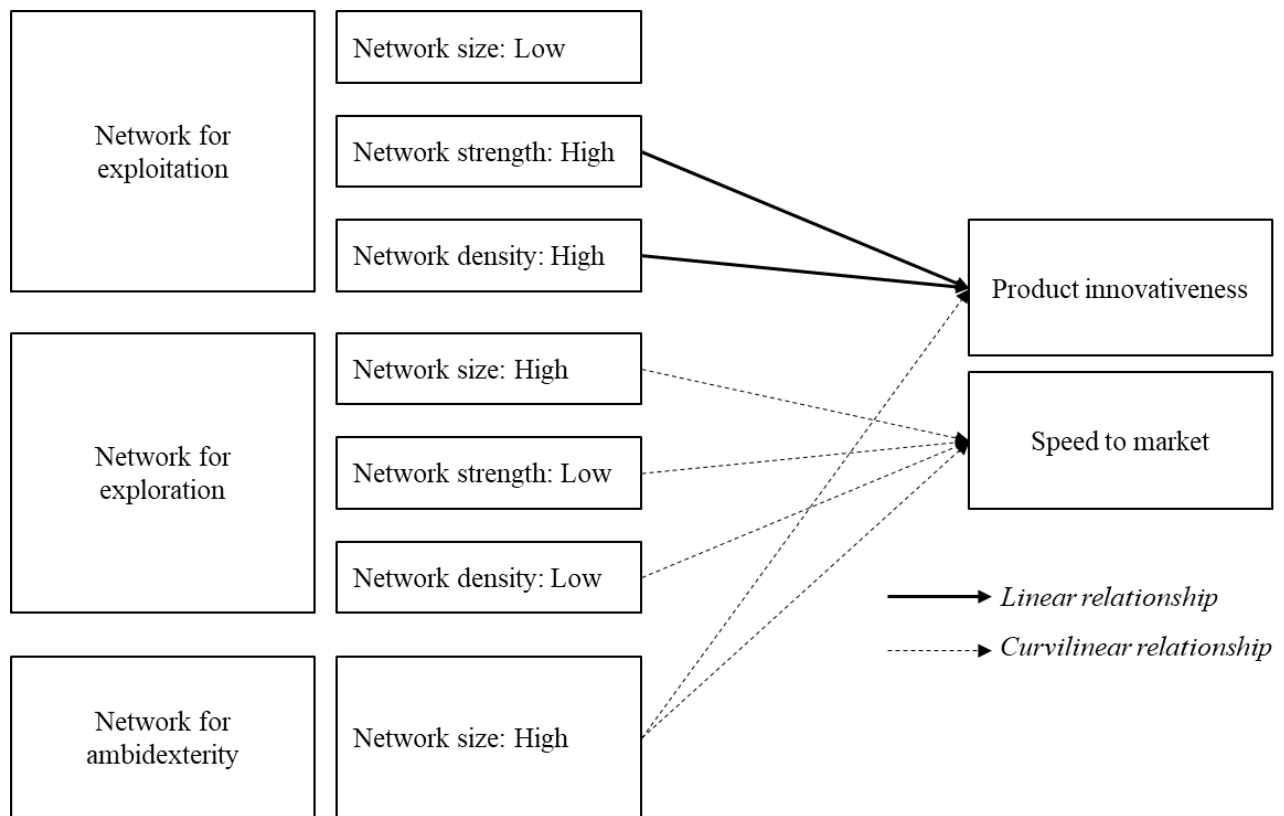 Network for
exploitation
Network size: Low
Network strength: High
Network density: High
Product innovativeness
Network for
exploration
Network size: High
Network strength: Low
Network density: Low
Speed to market
Linear relationship
Curvilinear relationship
Network for
ambidexterity
Network size: High